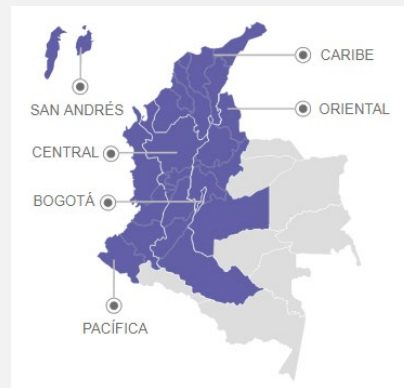 CARIBE
SAN ANDRÉS
ORIENTAL
CENTRAL
BOGOTÁ
PACÍFICA